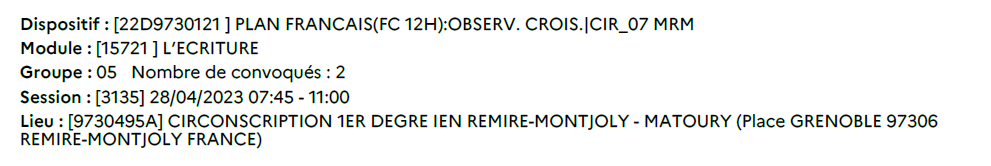 Dispositif : [22D9730121 ] PLAN FRANCAIS(FC 12H):OBSERV. CROIS.|CIR_07 MRM
Module : [15721 ] L’ECRITURE
Groupe : 05 Nombre de convoqués : 2
Session : [3135] 28/04/2023 07:45 - 11:00
Lieu : [9730495A] CIRCONSCRIPTION 1ER DEGRE IEN REMIRE-MONTJOLY - MATOURY (Place GRENOBLE 97306
REMIRE-MONTJOLY FRANCE)